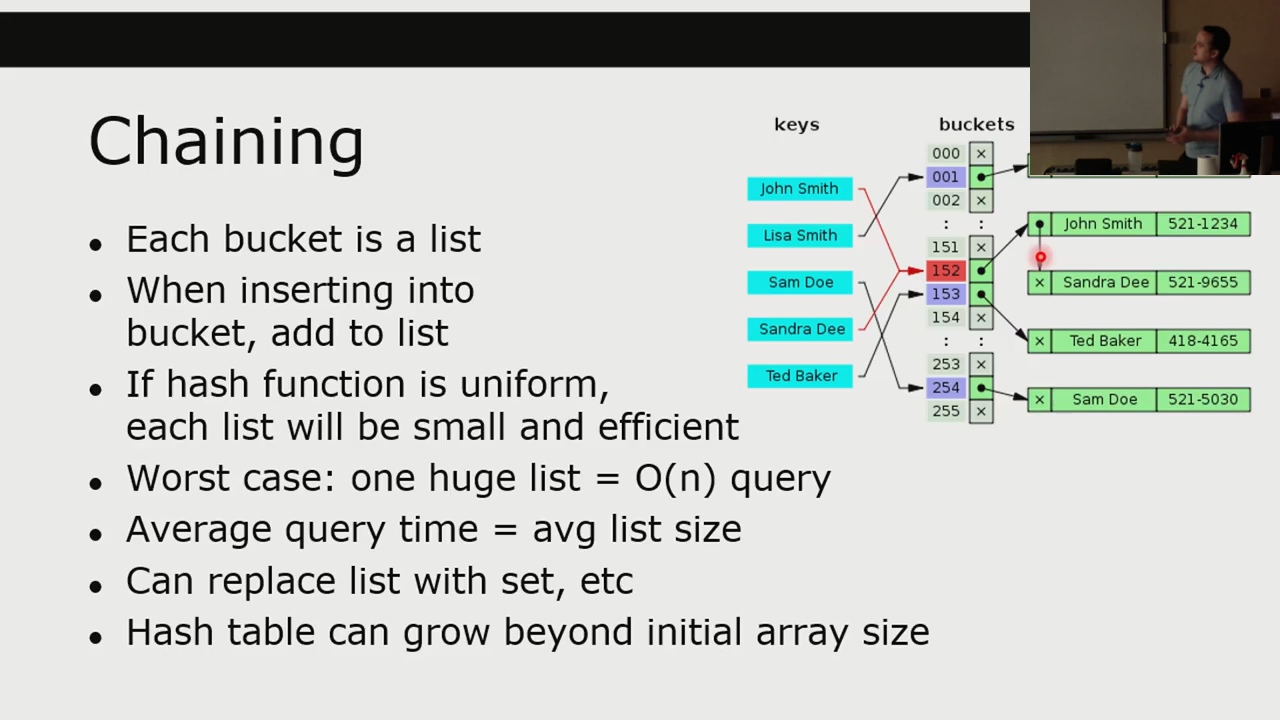 Chaining
Each bucket is a list
When inserting into
bucket, add to list
If hash function is uniform,
each list will be small and efficient
Worst case: one huge list = O(n) query
Average query time = avg list size
Can replace list with set, etc
Hash table can grow beyond initial array size
keys
John Smith
Lisa Smith
Sam Doe
Sandra Dee
Ted Baker
buckets
000 ×
001
002 ×
: :
151 ×
152
153
154 ×
: :
253 ×
254
255 ×
John Smith 521-1234
× Sandra Dee 521-9655
× Ted Baker 418-4165
× Sam Doe 521-5030